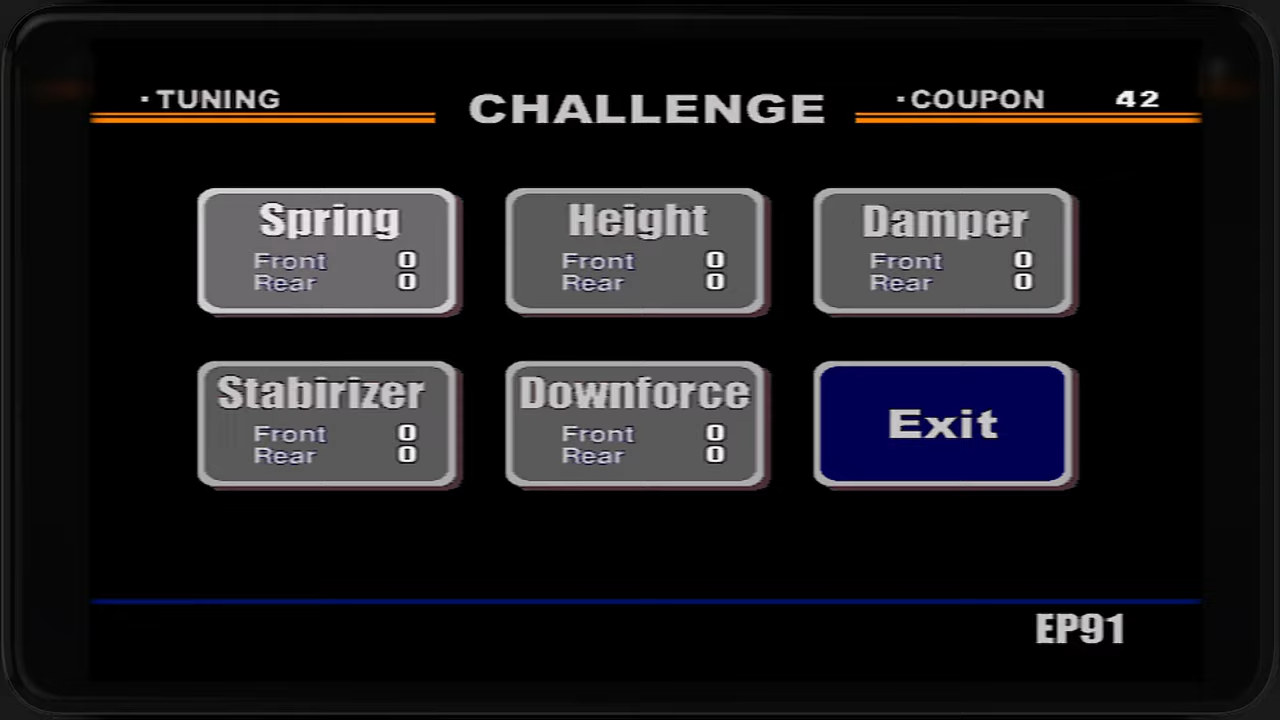 ·TUNING CHALLENGE ·COUPON 42
Spring
Front 0
Rear 0
Height
Front 0
Rear 0
Damper
Front 0
Rear 0
Stabirizer
Front 0
Rear 0
Downforce
Front 0
Rear 0
Exit
EP91